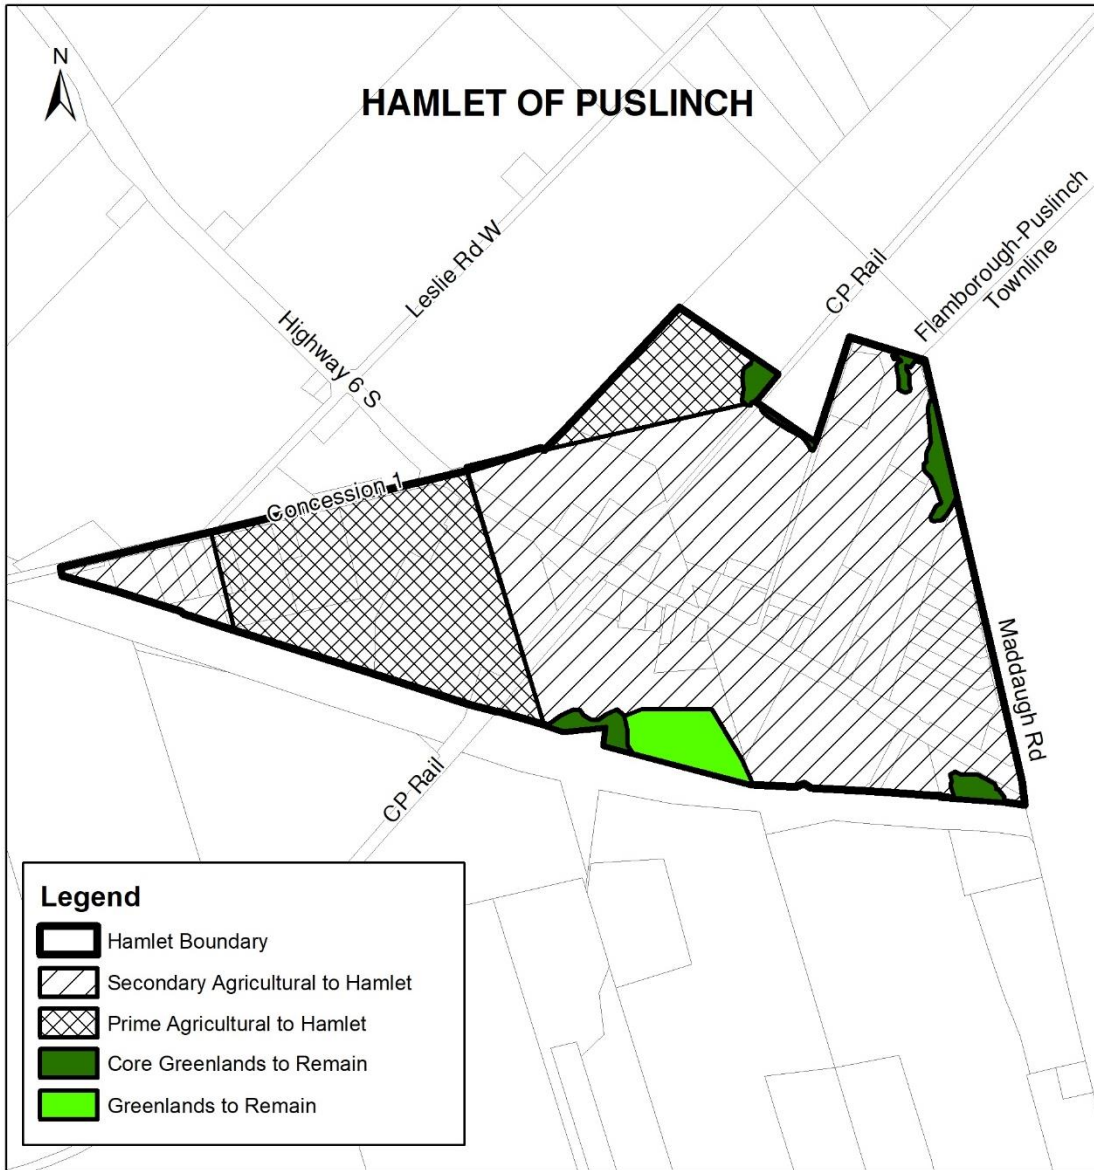 N
HAMLET OF PUSLINCH
Leslie Rd W
Highway 6 S
CP Rail
Flamborough-Puslinch
Townline
Concession 1
Maddaugh Rd
CP Rail
Legend
Hamlet Boundary
Secondary Agricultural to Hamlet
Prime Agricultural to Hamlet
Core Greenlands to Remain
Greenlands to Remain